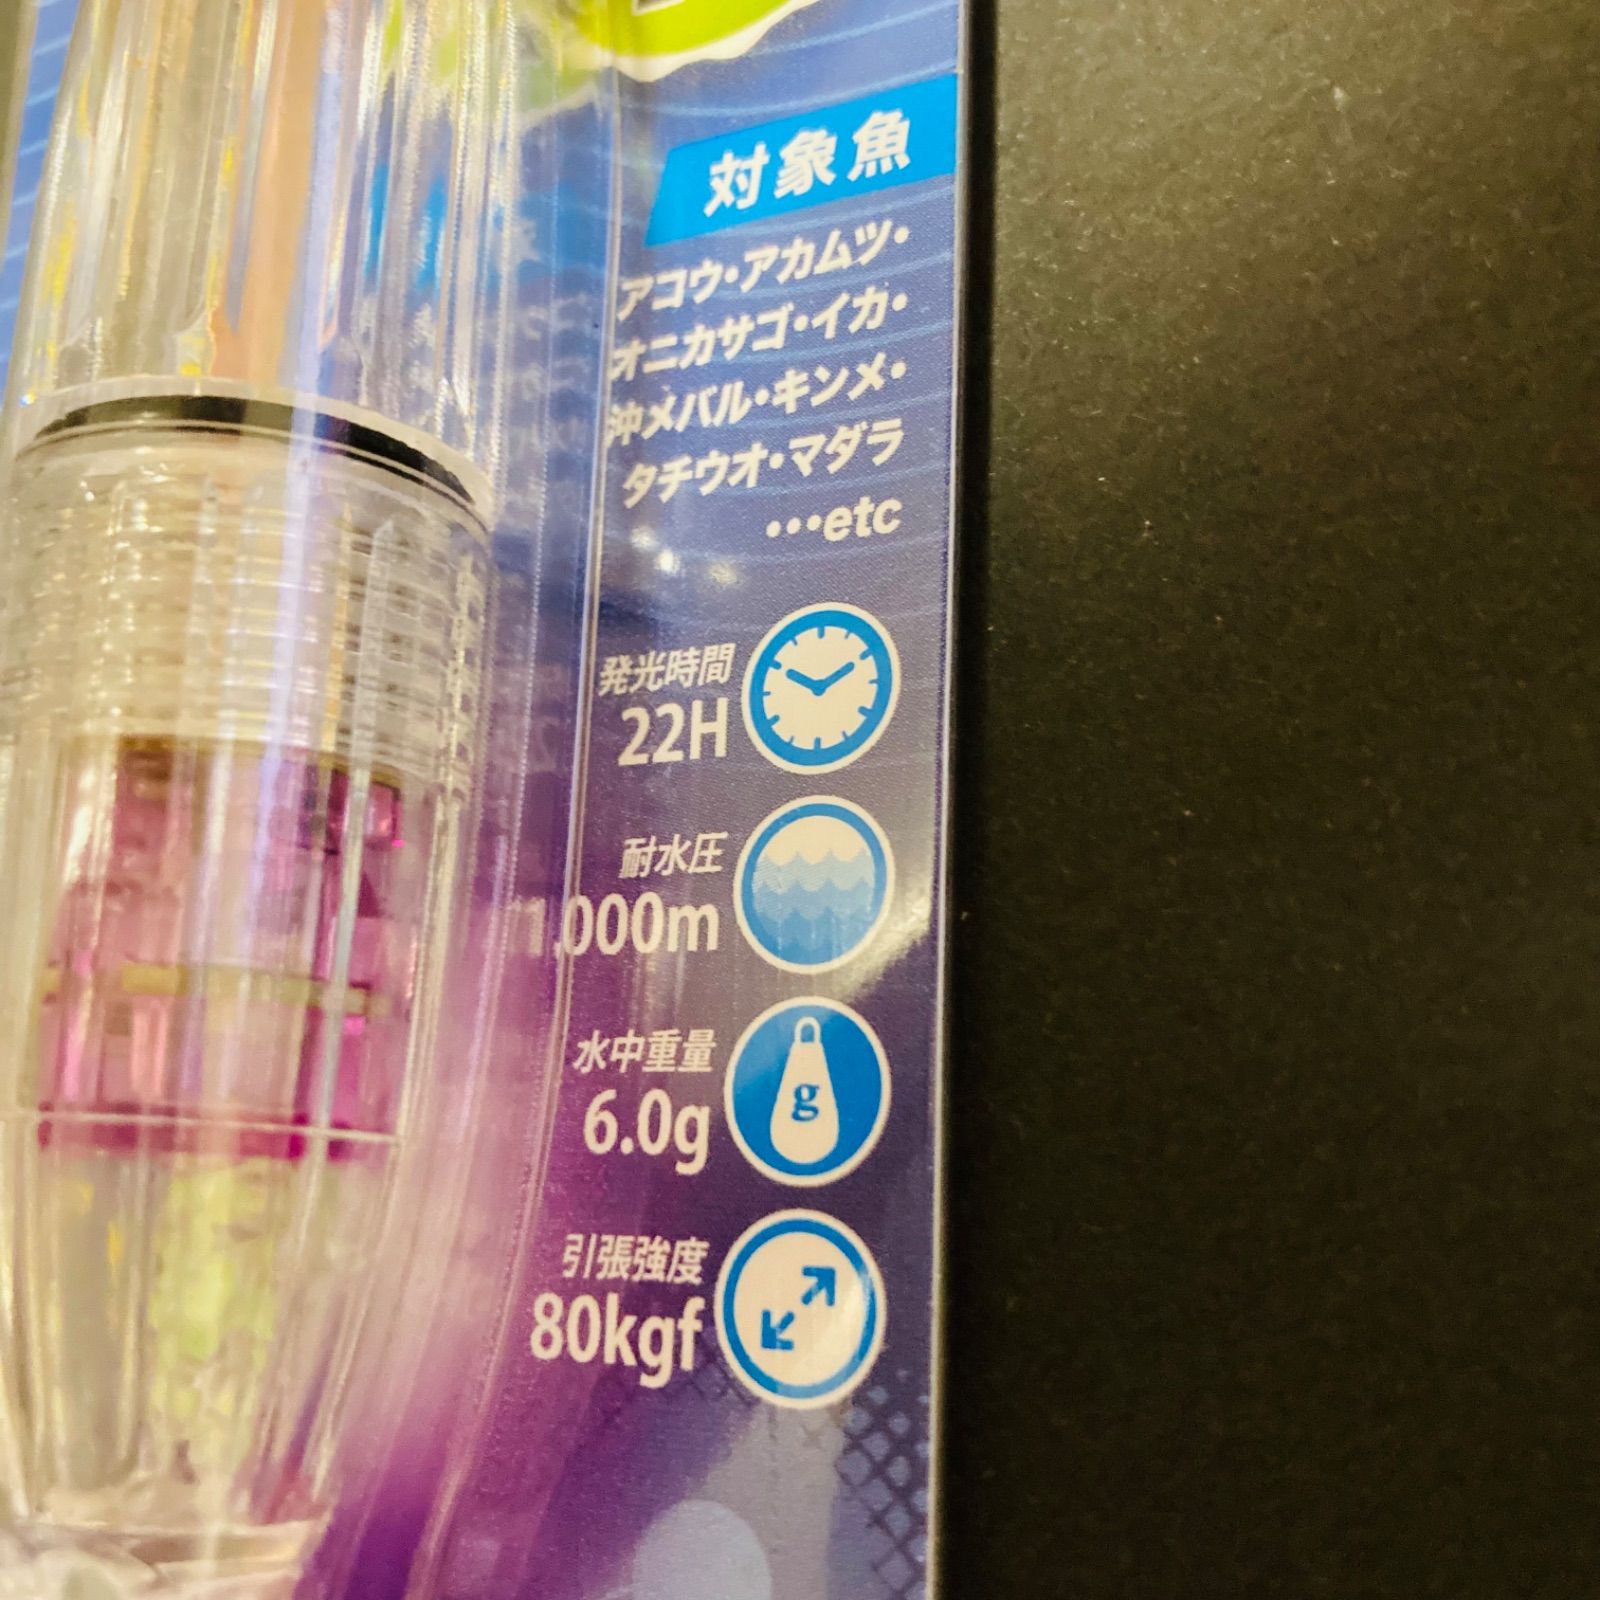 対象魚
アコウ・アカムツ・
オニカサゴ・イカ・
沖メバル・キンメ・
タチウオ・マダラ
…etc
発光時間
22H
耐水圧
1,000m
水中重量
6.0g
g
引張強度
80kgf